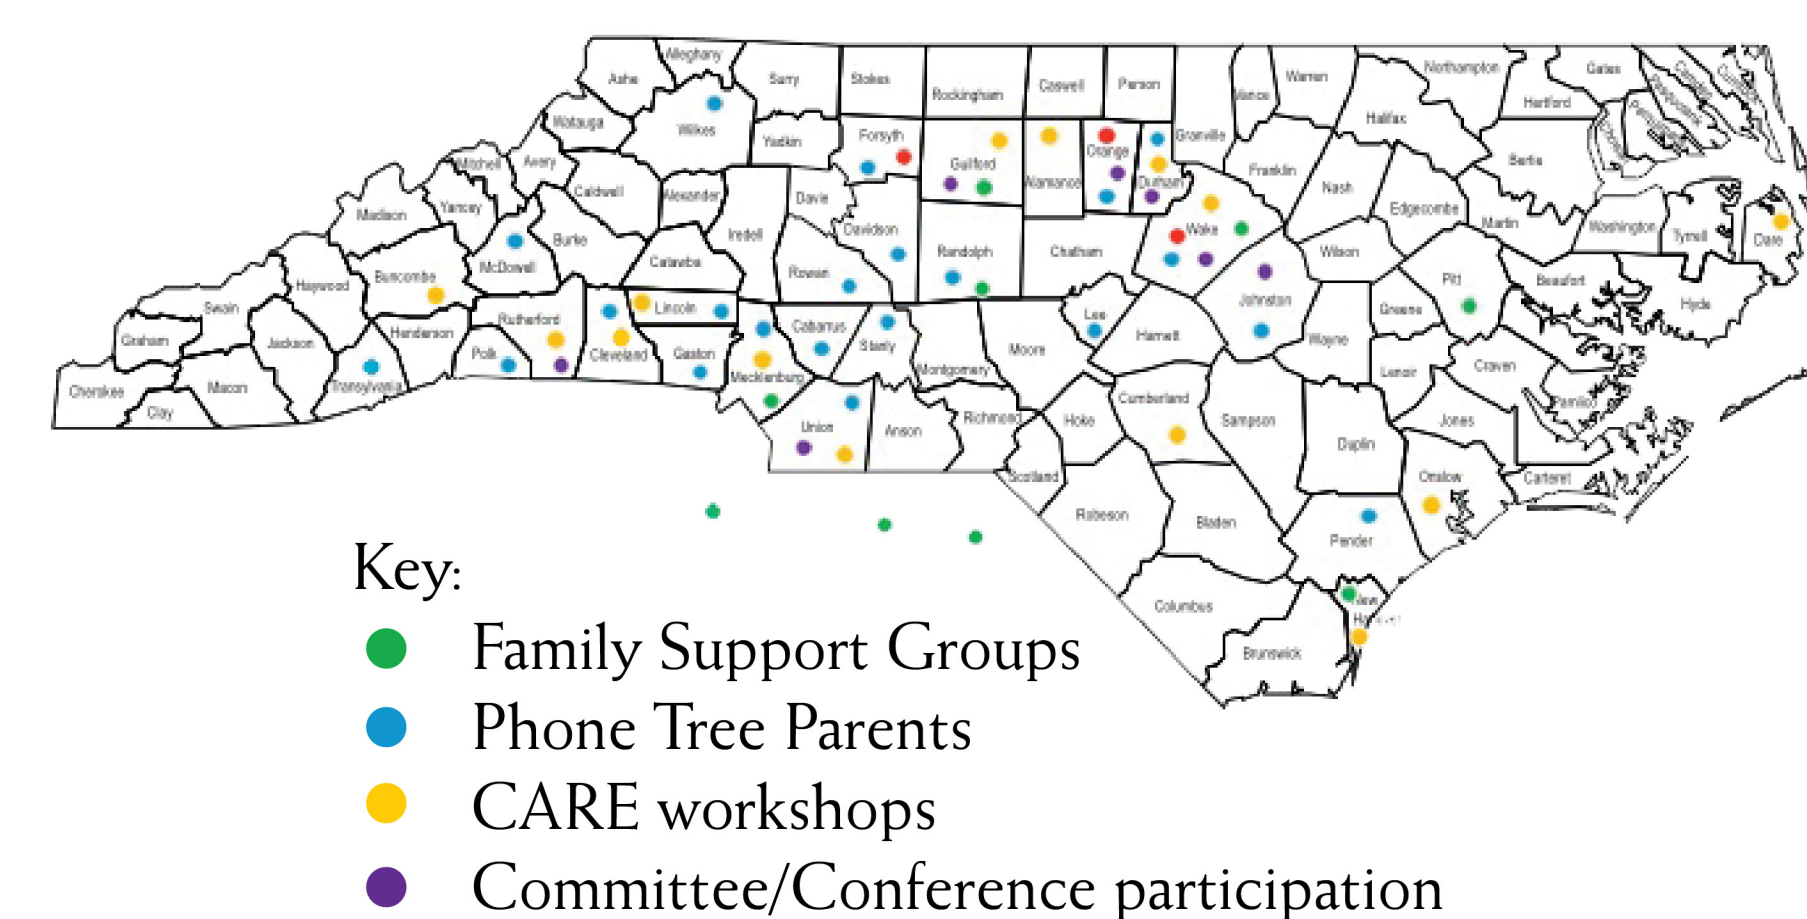 Alleghany
Ashe
Surry
Stokes
Rockingham
Caswell
Person
Vance
Warren
Northampton
Gates
Camden
Pasquotank
Hertford
Halifax
Watauga
Wilkes
Yadkin
Forsyth
Guilford
Alamance
Orange
Durham
Granville
Franklin
Nash
Edgecombe
Bertie
Martin
Washington
Tyrrell
Dare
Mitchell
Avery
Caldwell
Alexander
Iredell
Davie
Davidson
Randolph
Chatham
Wake
Wilson
Pitt
Beaufort
Hyde
Madison
Yancey
McDowell
Burke
Catawba
Rowan
Johnston
Greene
Swain
Haywood
Buncombe
Rutherford
Lincoln
Cabarrus
Stanly
Lee
Harnett
Wayne
Lenoir
Craven
Pamlico
Graham
Jackson
Henderson
Polk
Cleveland
Gaston
Mecklenburg
Montgomery
Moore
Cherokee
Clay
Macon
Transylvania
Union
Anson
Richmond
Hoke
Cumberland
Sampson
Duplin
Jones
Scotland
Onslow
Carteret
Robeson
Bladen
Pender
Columbus
Brunswick
New
Key:
Family Support Groups
Phone Tree Parents
CARE workshops
Committee/Conference participation